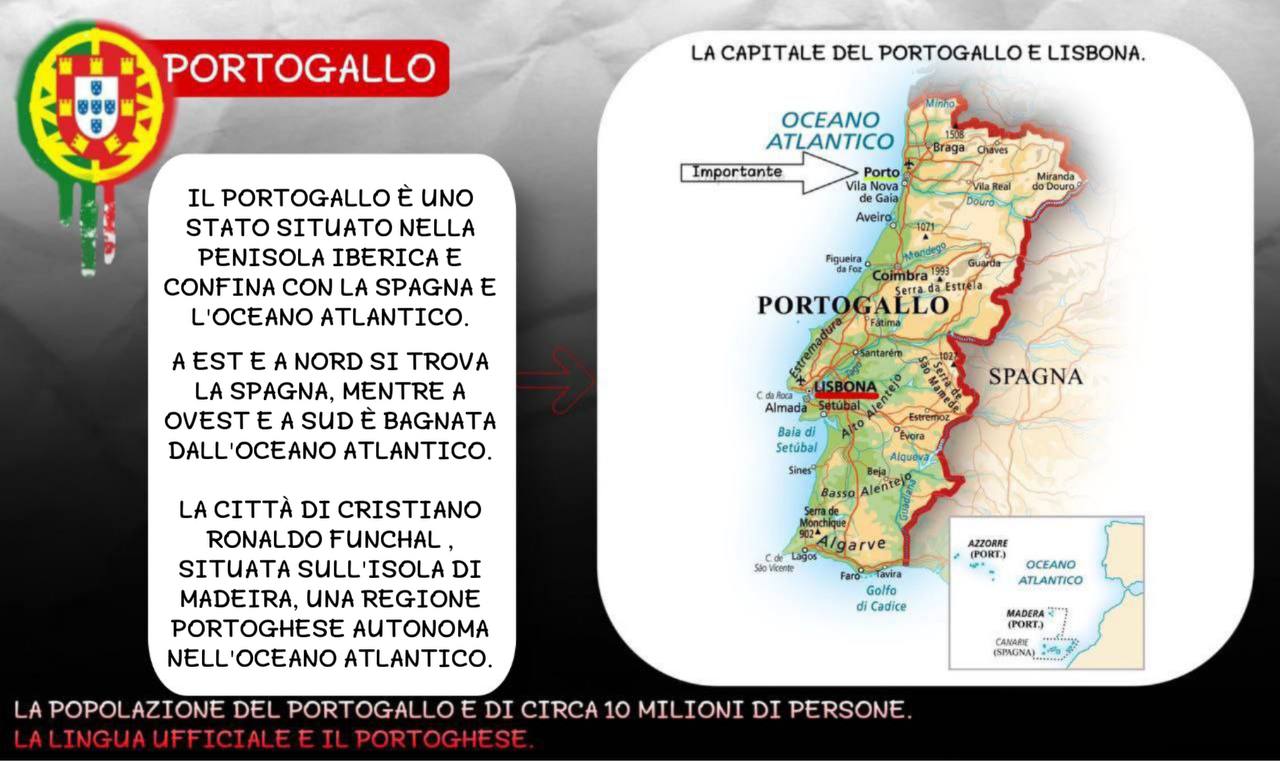 PORTOGALLO
IL PORTOGALLO È UNO
STATO SITUATO NELLA
PENISOLA IBERICA E
CONFINA CON LA SPAGNA E
L'OCEANO ATLANTICO.
A EST E A NORD SI TROVA
LA SPAGNA, MENTRE A
OVEST E A SUD È BAGNATA
DALL'OCEANO ATLANTICO.
LA CITTÀ DI CRISTIANO
RONALDO FUNCHAL ,
SITUATA SULL'ISOLA DI
MADEIRA, UNA REGIONE
PORTOGHESE AUTONOMA
NELL'OCEANO ATLANTICO.
LA CAPITALE DEL PORTOGALLO E LISBONA.
Minho
OCEANO
ATLANTICO
1508
Braga
Chaves
Importante
Porto
Vila Nova
de Gaia
Vila Real
Miranda
do Douro
Douro
Aveiro
1071
Mondego
Figueira
da Foz
Guarda
Coimbra
1993
Serra da Estrela
PORTOGALLO
Fátima
Estremadura
Santarém
Tago
1027
Serra de
São Mamede
SPAGNA
LISBONA
C. da Roca
Almada
Setúbal
Alto Alentejo
Estremoz
Baia di
Setúbal
Évora
Alqueva
Sines
Beja
Basso Alentejo
Guadiana
Serra de
Monchique
902
Algarve
C. de
São Vicente
Lagos
Faro
Tavira
Golfo
di Cadice
AZZORRE
(PORT.)
OCEANO
ATLANTICO
MADERA
(PORT.)
CANARIE
(SPAGNA)
LA POPOLAZIONE DEL PORTOGALLO E DI CIRCA 10 MILIONI DI PERSONE.
LA LINGUA UFFICIALE E IL PORTOGHESE.